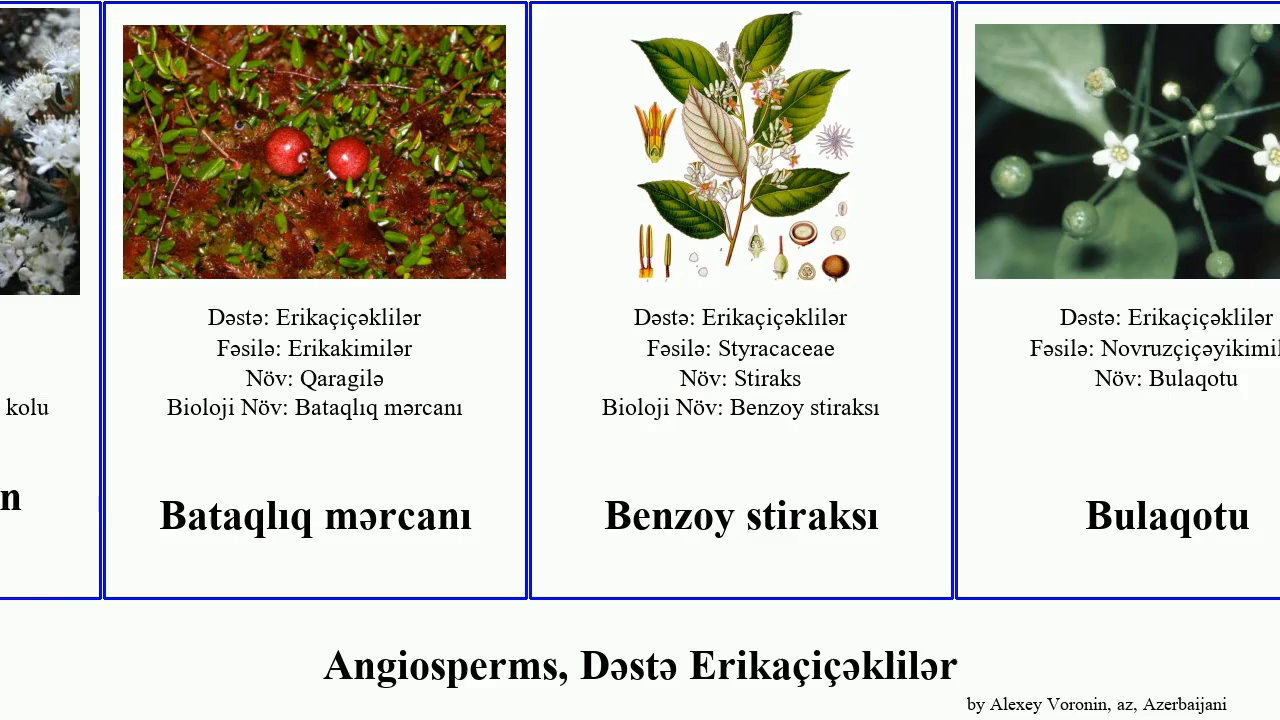 kolu
n
Dəstə: Erikaçiçəklilər
Fəsilə: Erikakimilər
Növ: Qaragilə
Bioloji Növ: Bataqlıq mərcanı
Bataqlıq mərcanı
Dəstə: Erikaçiçəklilər
Fəsilə: Styracaceae
Növ: Stiraks
Bioloji Növ: Benzoy stiraksı
Benzoy stiraksı
Dəstə: Erikaçiçəklilər
Fəsilə: Novruzçiçəyikimil
Növ: Bulaqotu
Bulaqotu
Angiosperms, Dəstə Erikaçiçəklilər
by Alexey Voronin, az, Azerbaijani